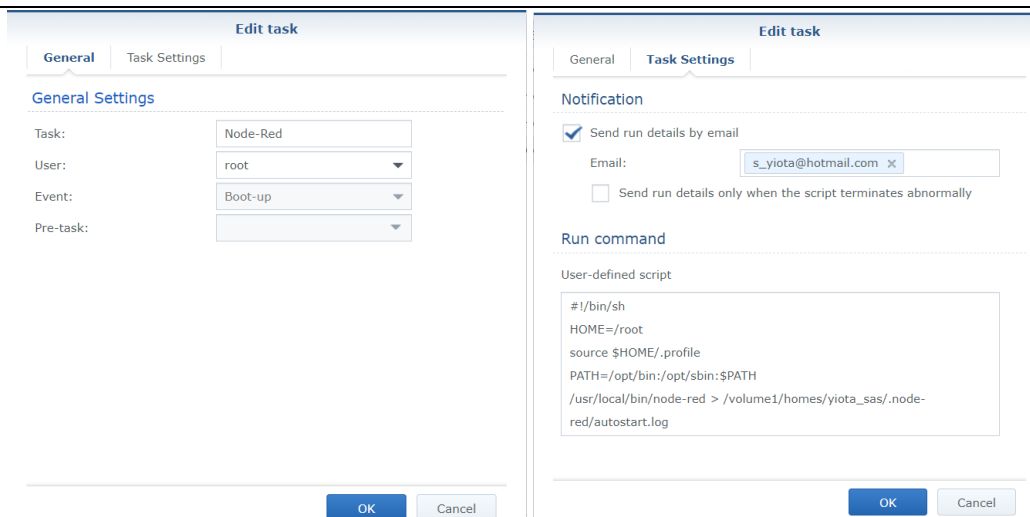 Edit task
General
Task Settings
General Settings
Task:
Node-Red
User:
root
Event:
Boot-up
Pre-task:
OK
Cancel
Edit task
General
Task Settings
Notification
Send run details by email
Email:
s_yiota@hotmail.com
Send run details only when the script terminates abnormally
Run command
User-defined script
#!/bin/sh
HOME=/root
source $HOME/.profile
PATH=/opt/bin:/opt/sbin:$PATH
/usr/local/bin/node-red > /volume1/homes/yiota_sas/.node-
red/autostart.log
OK
Cancel